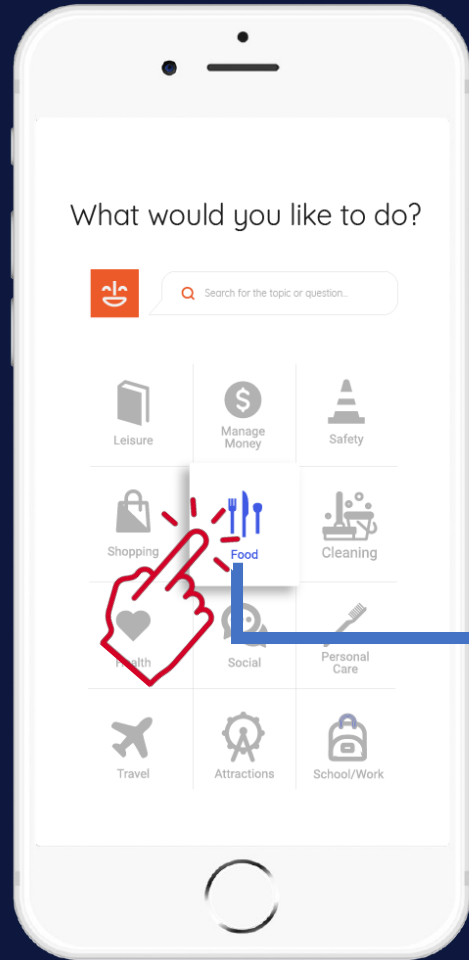 What would you like to do?
Search for the topic or question...
Leisure
Manage
Money
Safety
Shopping
Food
Cleaning
Health
Social
Personal
Care
Travel
Attractions
School/Work